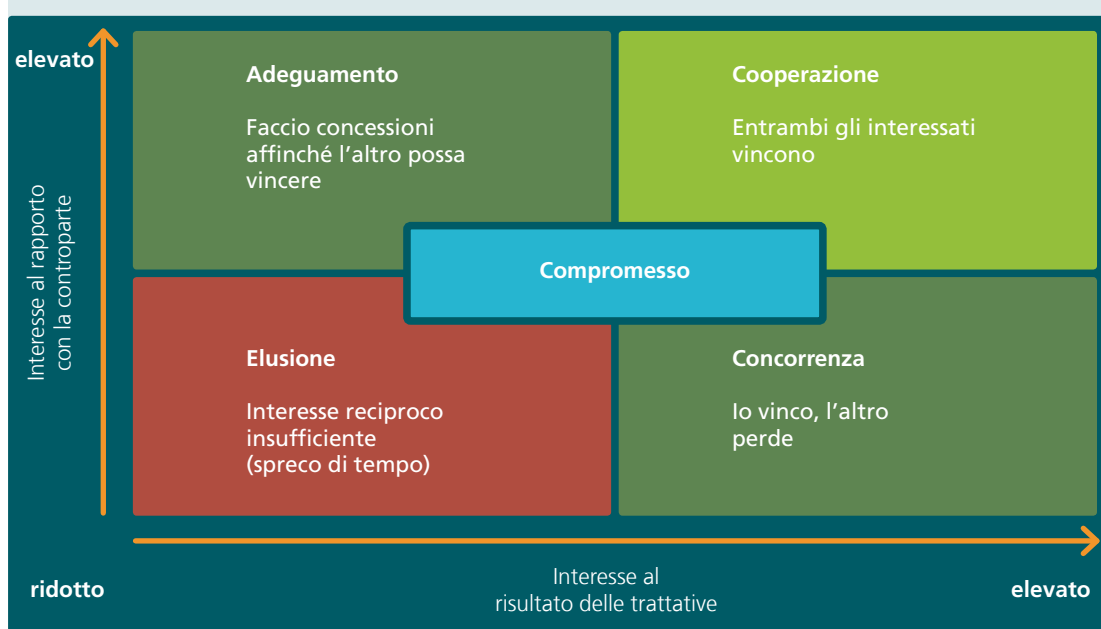 elevato
Interesse al rapporto
con la controparte
Adeguamento
Faccio concessioni
affinché l'altro possa
vincere
Cooperazione
Entrambi gli interessati
vincono
Compromesso
Elusione
Interesse reciproco
insufficiente
(spreco di tempo)
Concorrenza
Io vinco, l'altro
perde
ridotto
Interesse al
risultato delle trattative
elevato